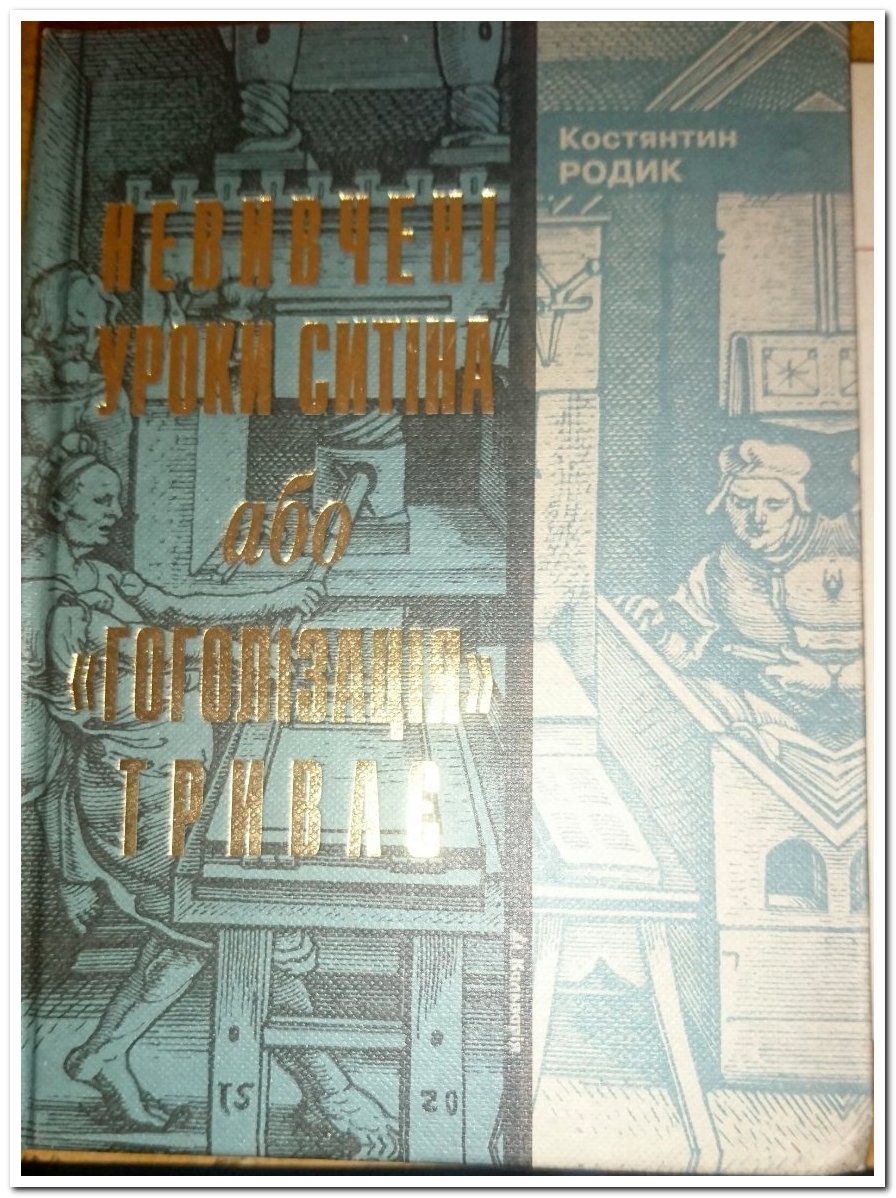 Костянтин
РОДИК
НЕВИВЧЕНІ
УРОКИ СИТІНА
або
«ГОГОЛІЗАЦІЯ»
ТРИВАЄ
15 20